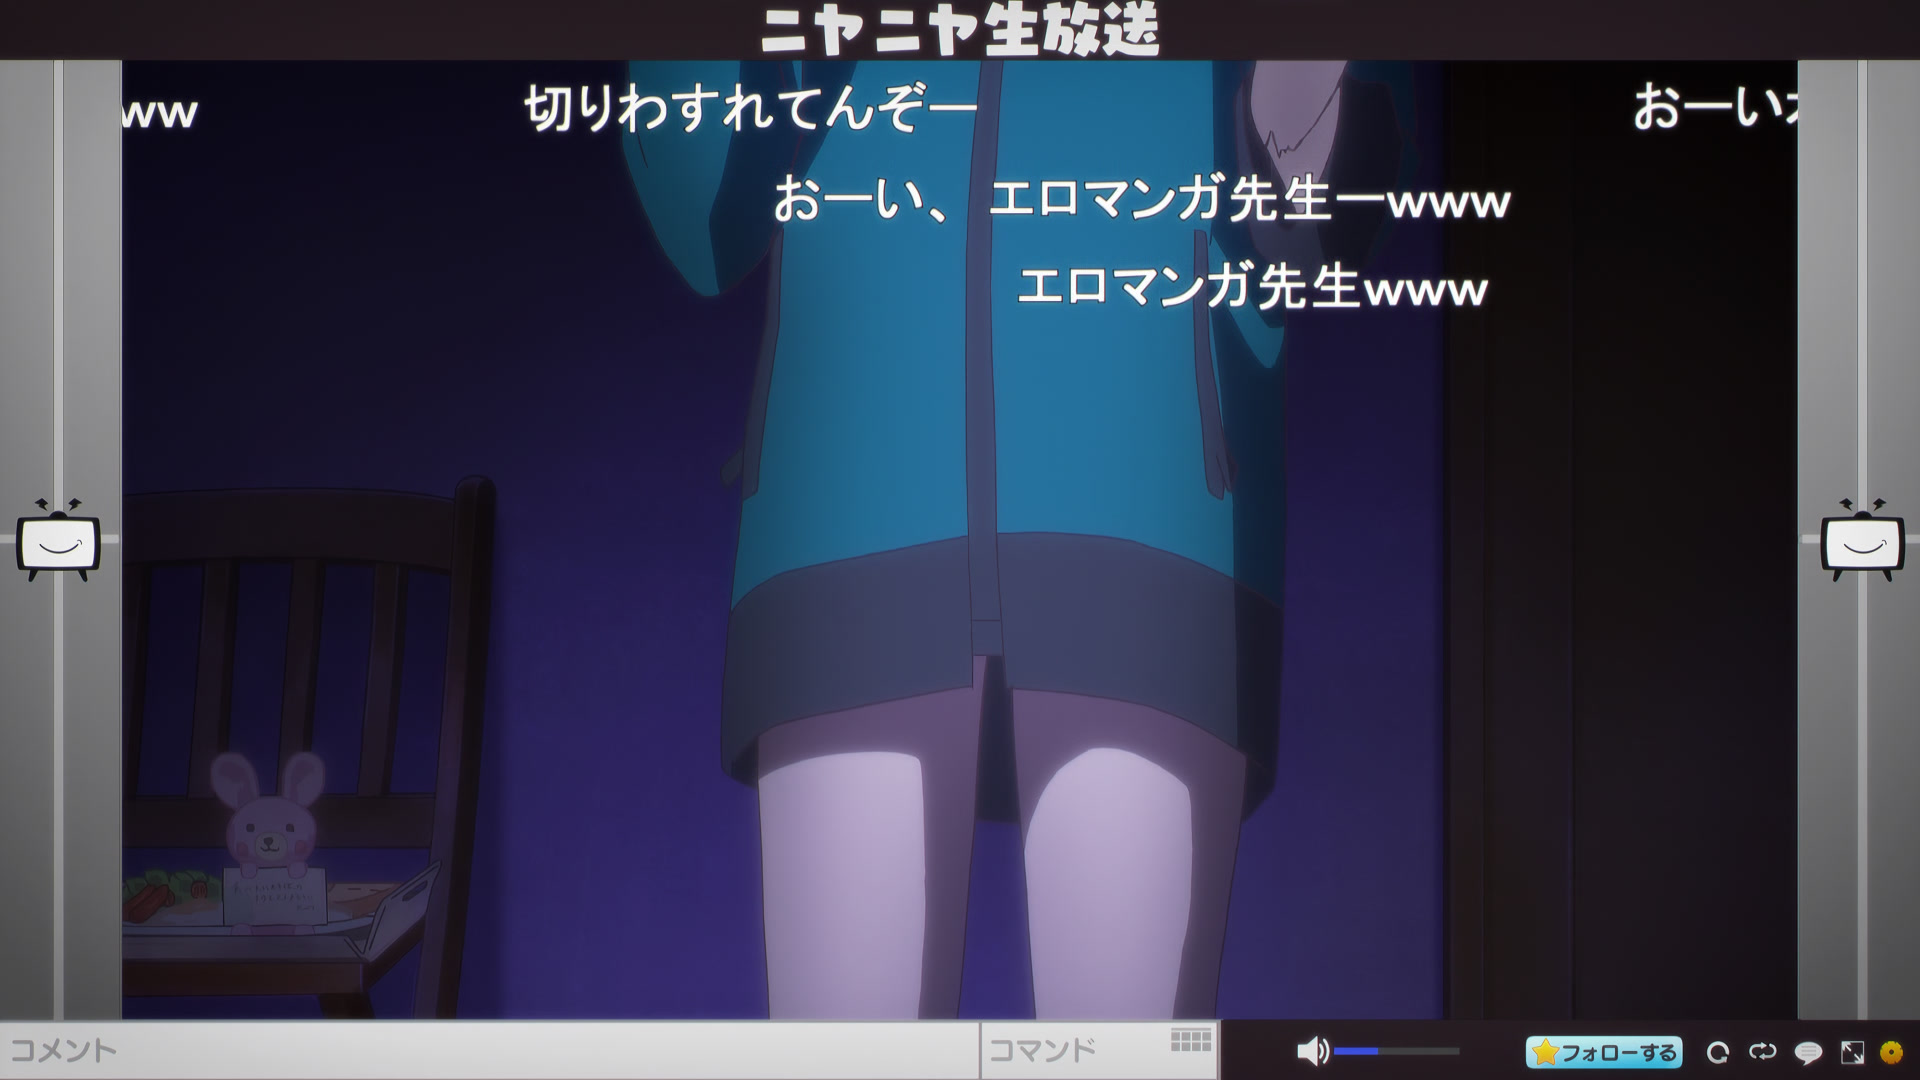 ニヤニヤ生放送
ww
切りわすれてんぞー
おーい
おーい、エロマンガ先生ーwww
エロマンガ先生www
コメント
コマンド
フォローする